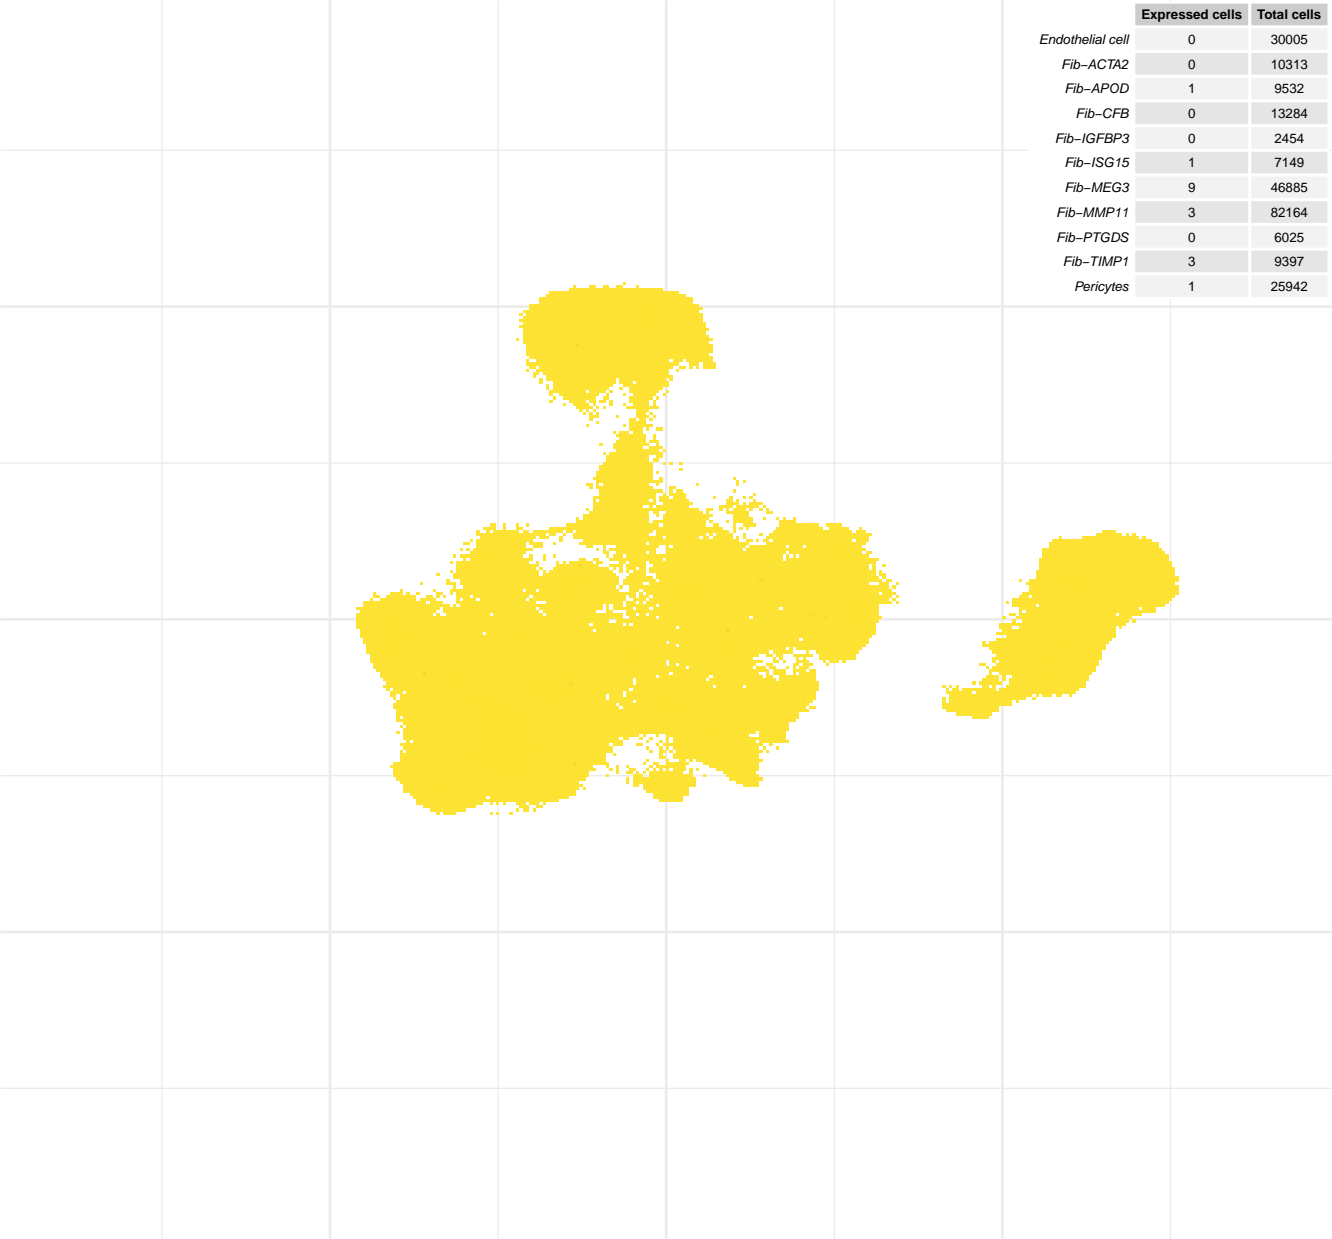 Expressed cells Total cells
Endothelial cell 0 30005
Fib−ACTA2 0 10313
Fib−APOD 1 9532
Fib−CFB 0 13284
Fib−IGFBP3 0 2454
Fib−ISG15 1 7149
Fib−MEG3 9 46885
Fib−MMP11 3 82164
Fib−PTGDS 0 6025
Fib−TIMP1 3 9397
Pericytes 1 25942